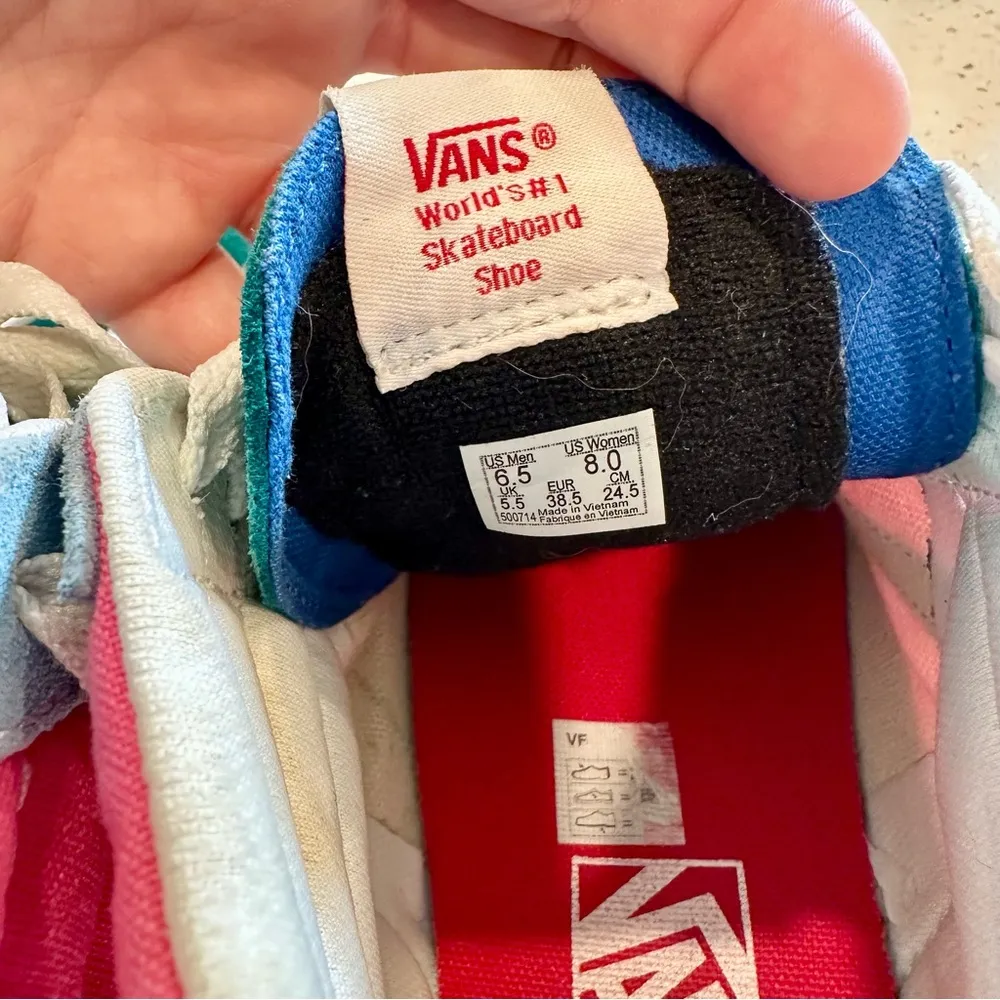 VANS®
World's#1
Skateboard
Shoe
US Men US Women
6.5 8.0
UK EUR CM
5.5 38.5 24.5
500714 Made in Vietnam
Fabrique en Vietnam
VF
=
=
=
VANS